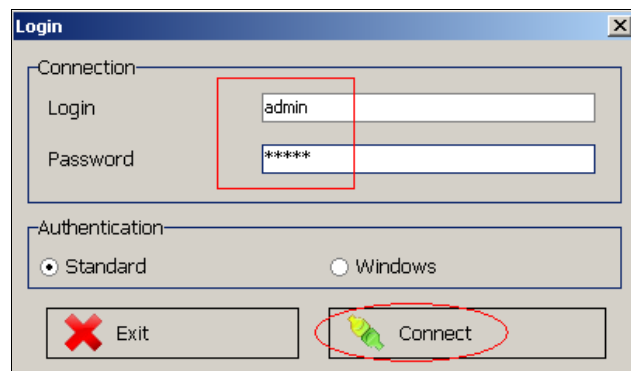 Login
Connection
Login admin
Password *****
Authentication
Standard Windows
Exit Connect